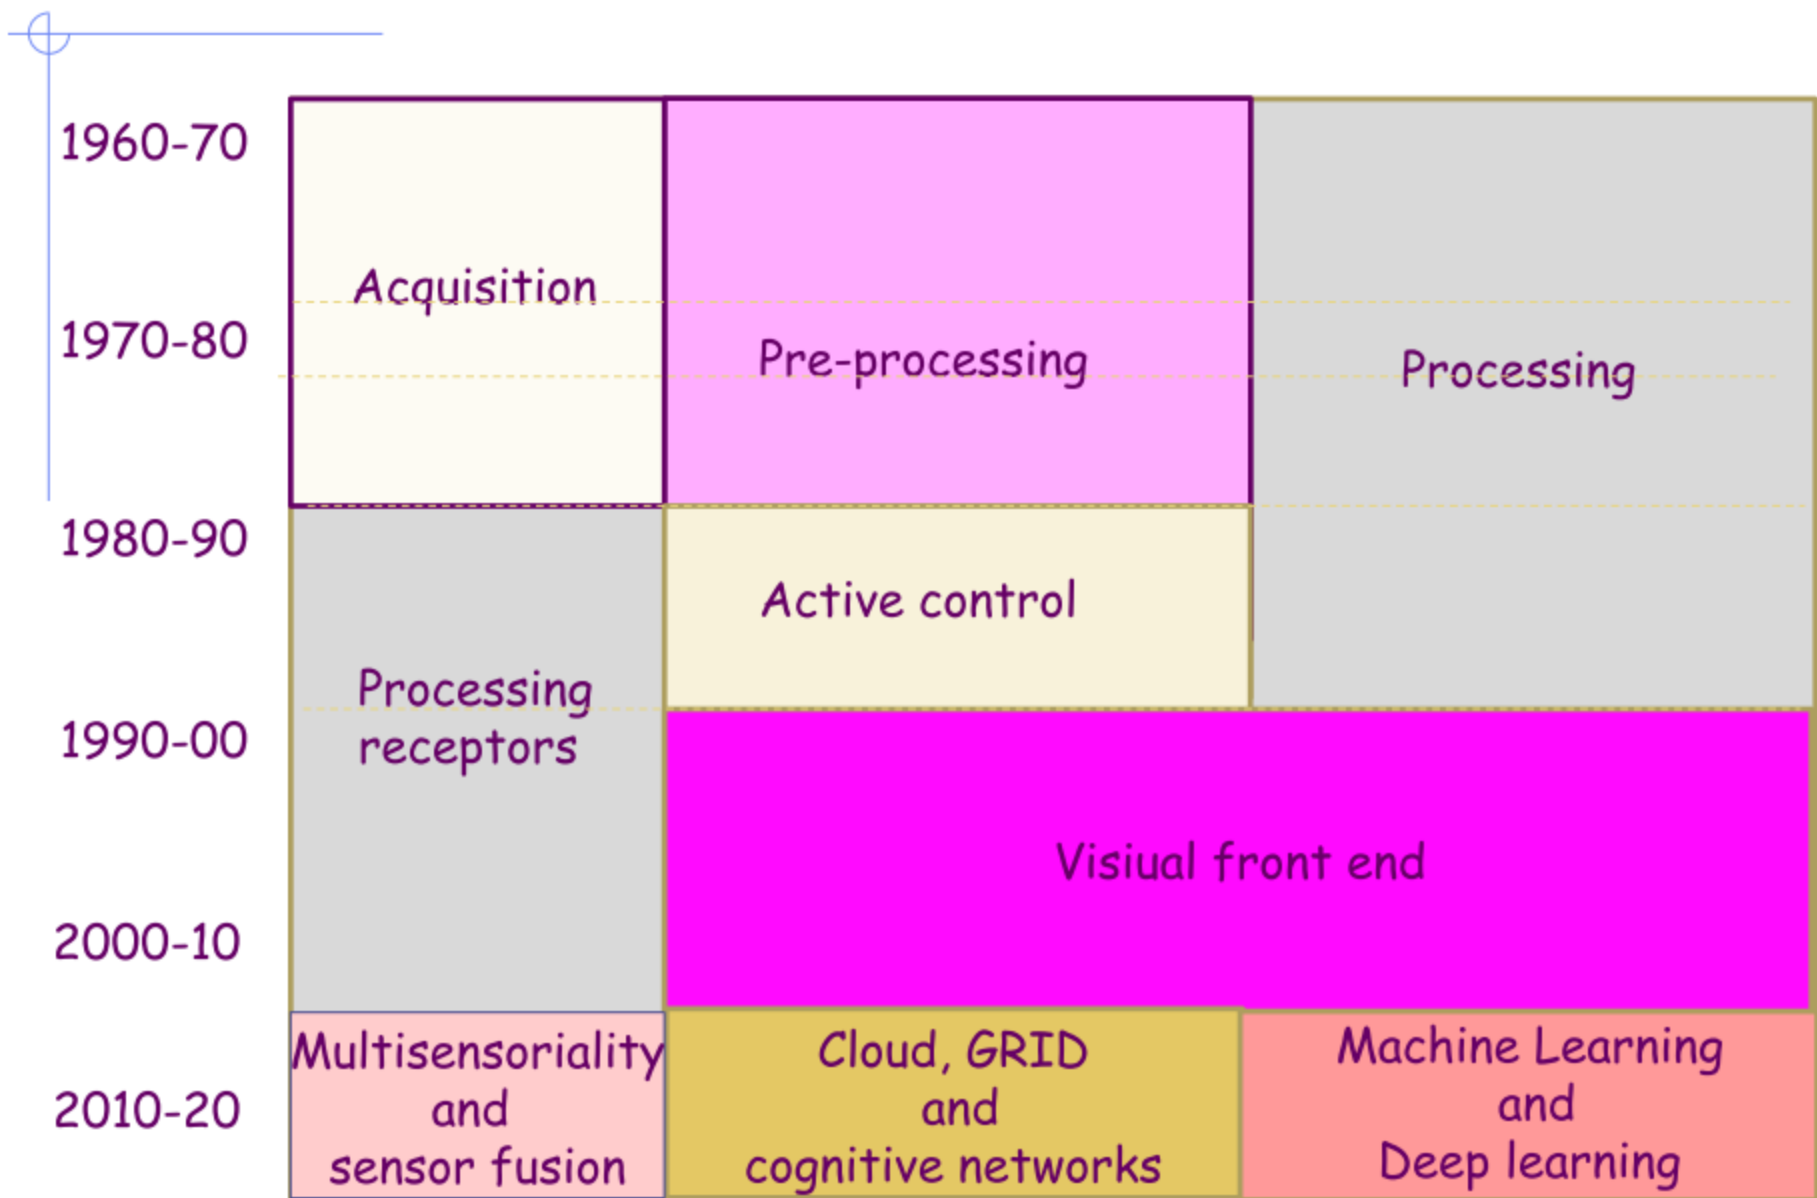 1960-70
Acquisition
1970-80
Pre-processing
Processing
1980-90
Active control
Processing
receptors
1990-00
Visiual front end
2000-10
Multisensoriality
and
sensor fusion
Cloud, GRID
and
cognitive networks
Machine Learning
and
Deep learning
2010-20